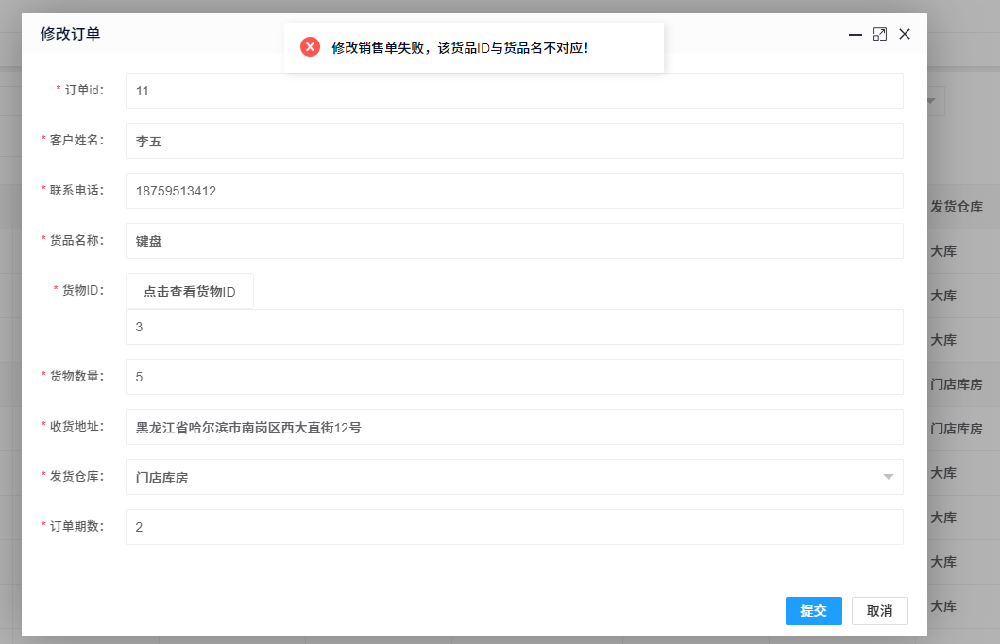 修改订单
修改销售单失败，该货品ID与货品名不对应！
* 订单id：
11
* 客户姓名：
李五
* 联系电话：
18759513412
* 货品名称：
键盘
* 货物ID：
点击查看货物ID
3
* 货物数量：
5
* 收货地址：
黑龙江省哈尔滨市南岗区西大直街12号
* 发货仓库：
门店库房
* 订单期数：
2
提交
取消
发货仓库
大库
大库
大库
门店库房
门店库房
大库
大库
大库
大库